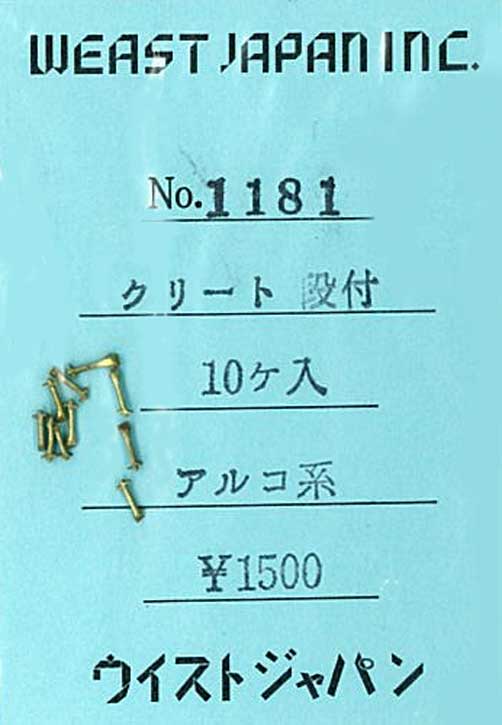 WEAST JAPAN INC.
No. 1181
クリート 段付
10ケ入
アルコ系
¥1500
ウイストジャパン